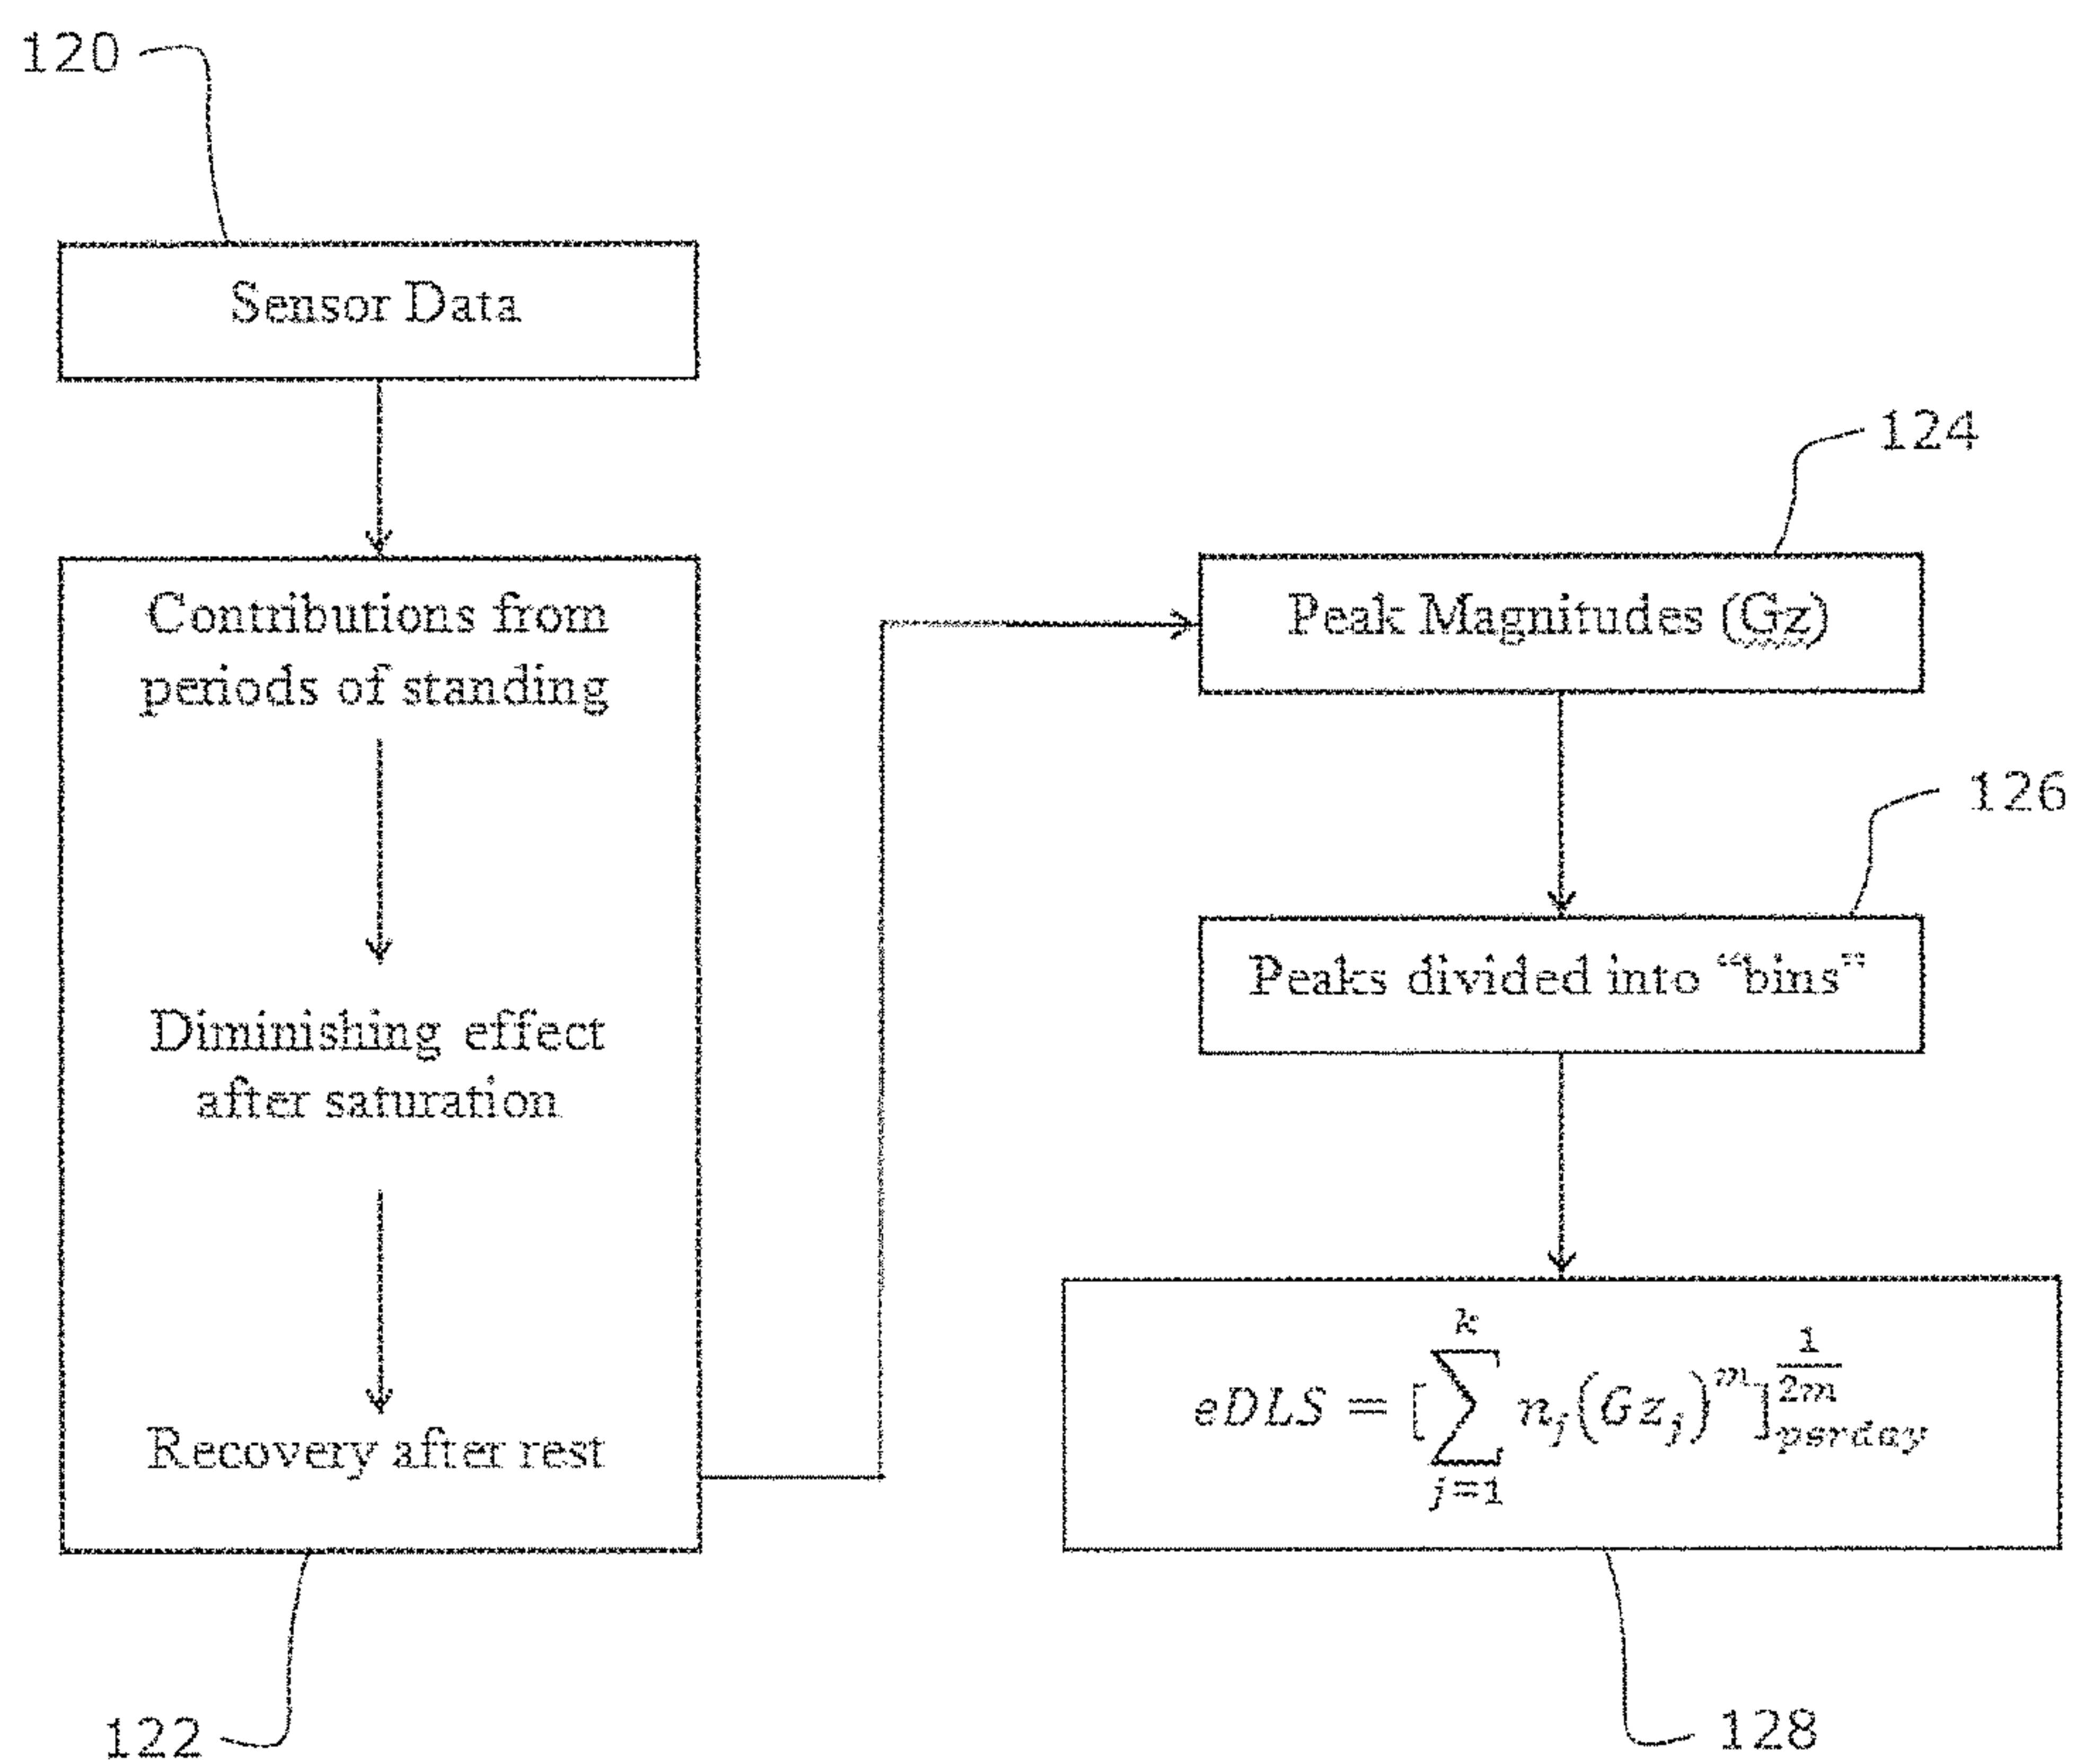 120
Sensor Data
Contributions from
periods of standing
Diminishing effect
after saturation
Recovery after rest
122
124
Peak Magnitudes (Gz)
126
Peaks divided into “bins”
eDLS = [∑_{j=1}^{k} n_j(Gz_j)^m]^{1/2m}_{perday}
128